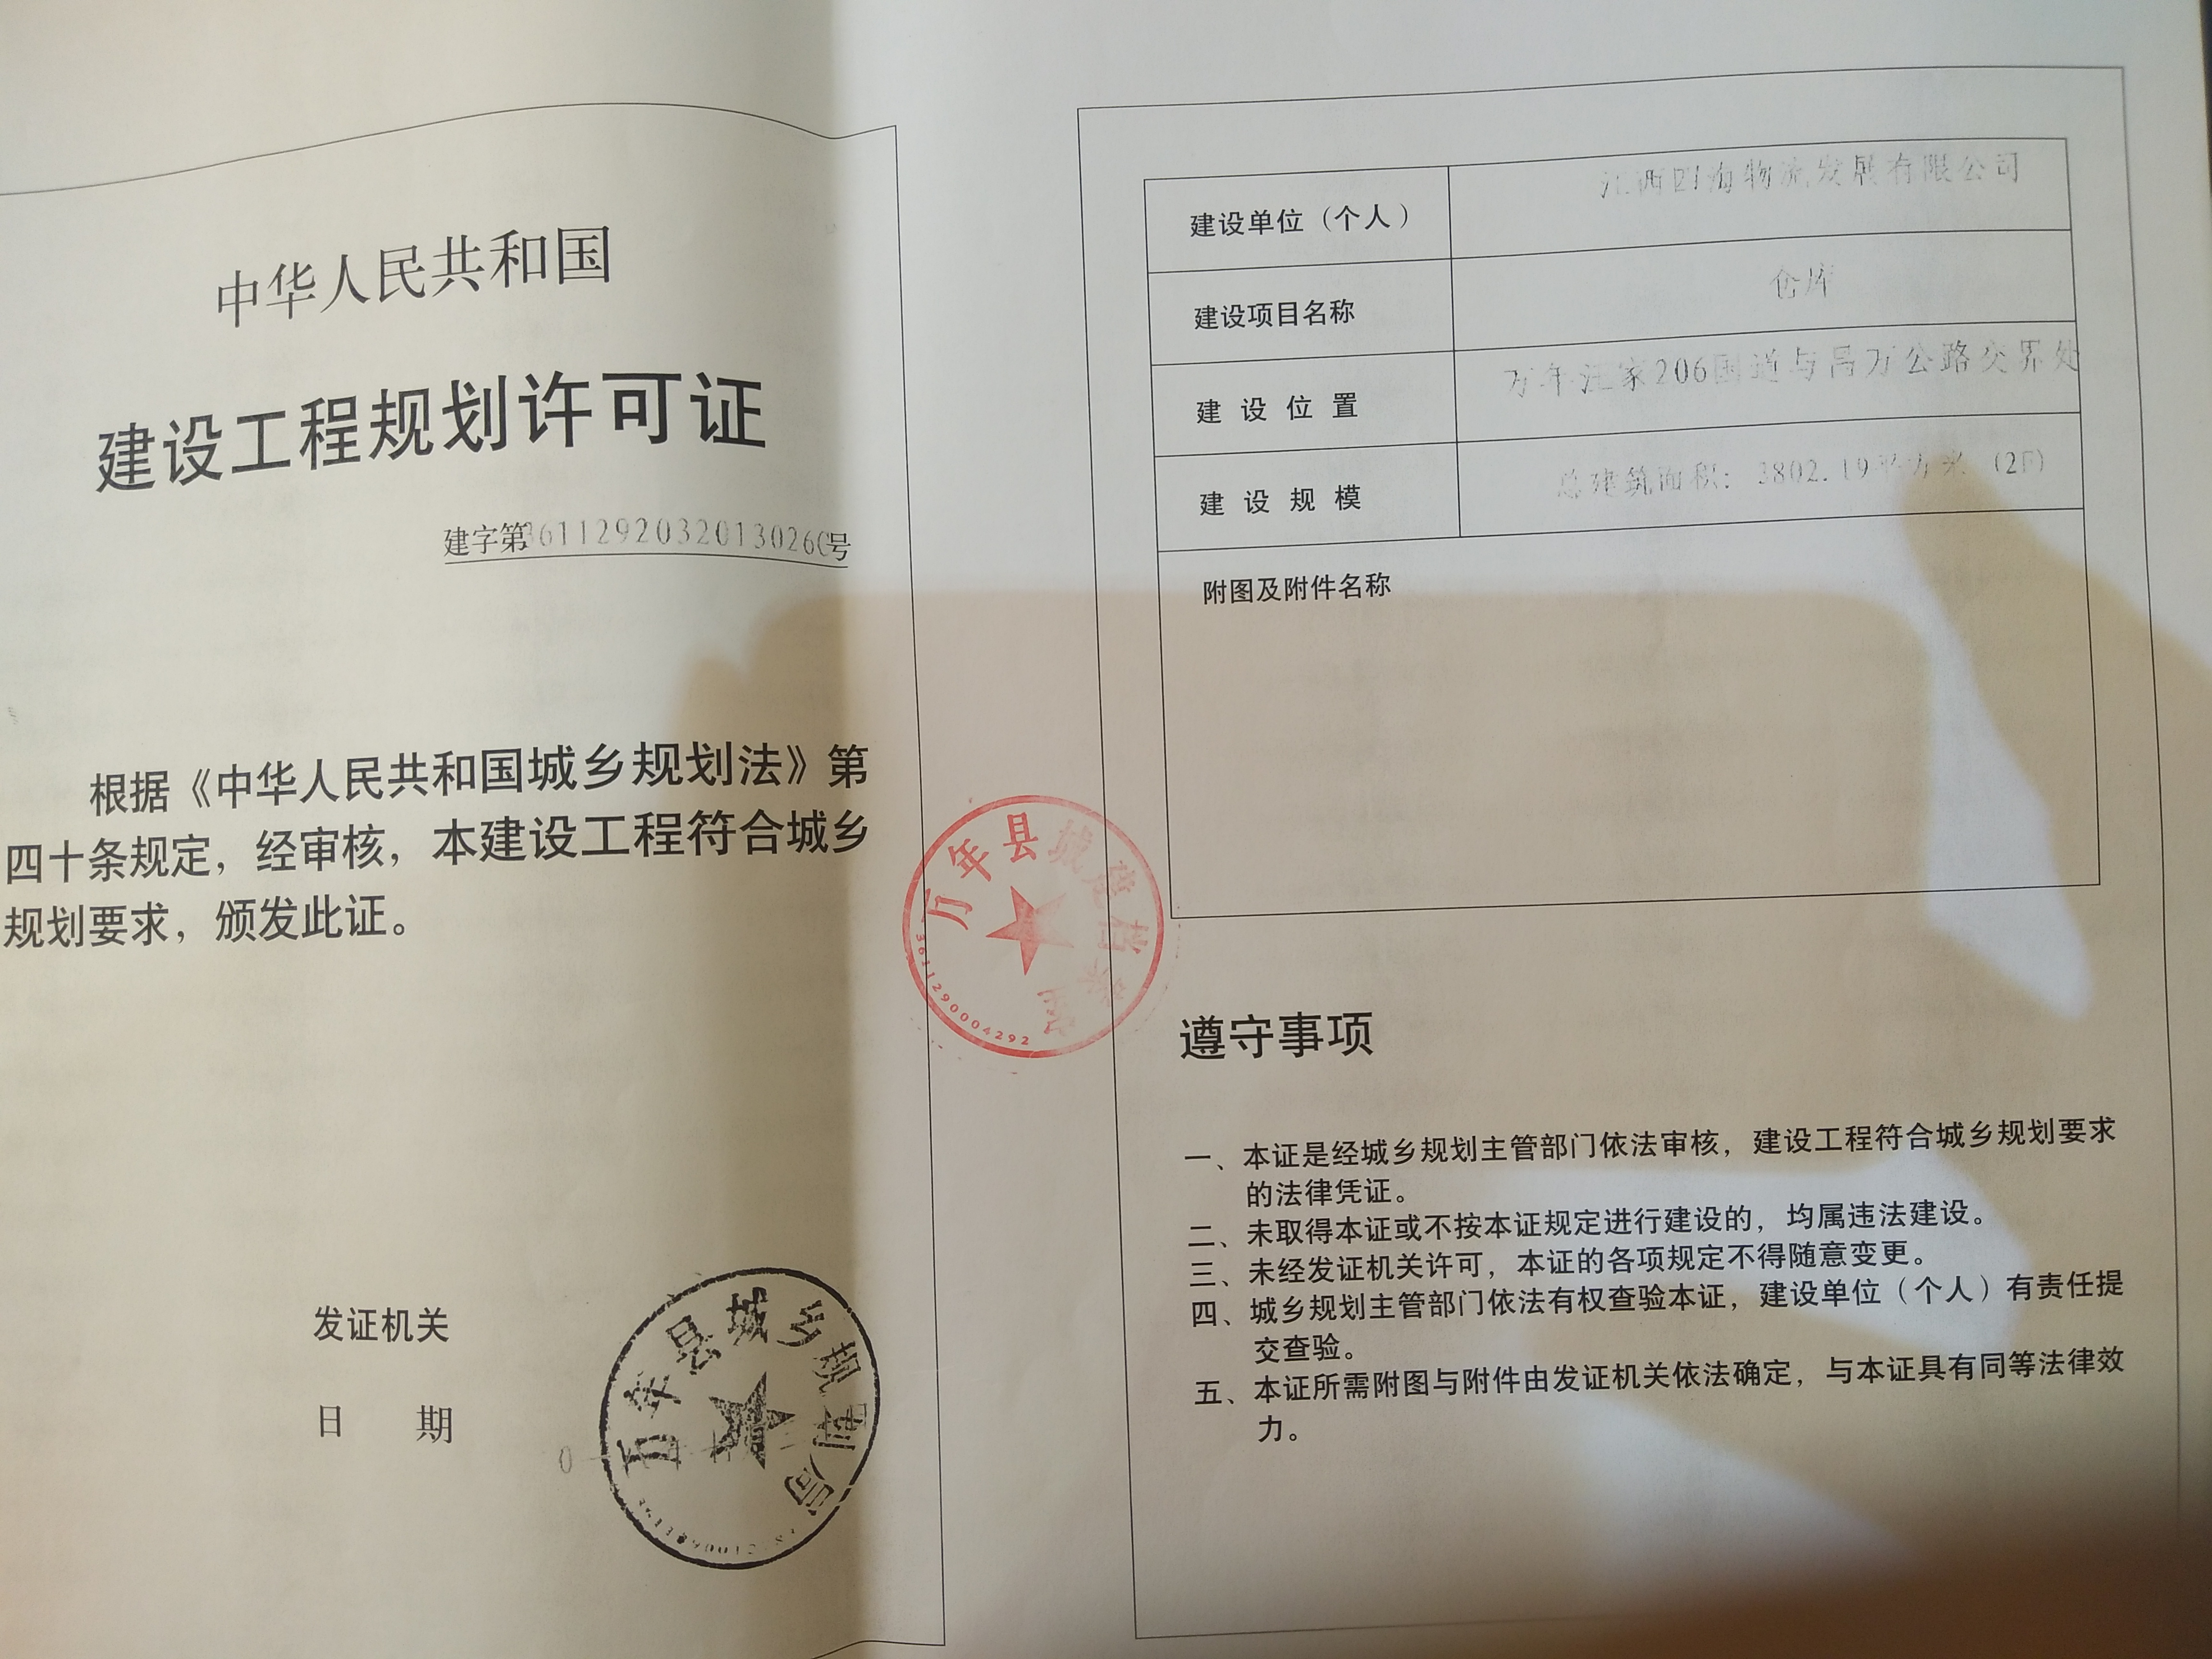 中华人民共和国
建设工程规划许可证
建字第36112920320130260号
根据《中华人民共和国城乡规划法》第
四十条规定，经审核，本建设工程符合城乡
规划要求，颁发此证。
发证机关
日 期
万年县城乡规划局
万年县城建档案
3611290004292
建设单位（个人） 江西四海物流发展有限公司
建设项目名称 仓库
建设位置 万年汪家206国道与昌万公路交界处
建设规模 总建筑面积：3802.19平方米（2F）
附图及附件名称
遵守事项
一、本证是经城乡规划主管部门依法审核，建设工程符合城乡规划要求
的法律凭证。
二、未取得本证或不按本证规定进行建设的，均属违法建设。
三、未经发证机关许可，本证的各项规定不得随意变更。
四、城乡规划主管部门依法有权查验本证，建设单位（个人）有责任提
交查验。
五、本证所需附图与附件由发证机关依法确定，与本证具有同等法律效
力。